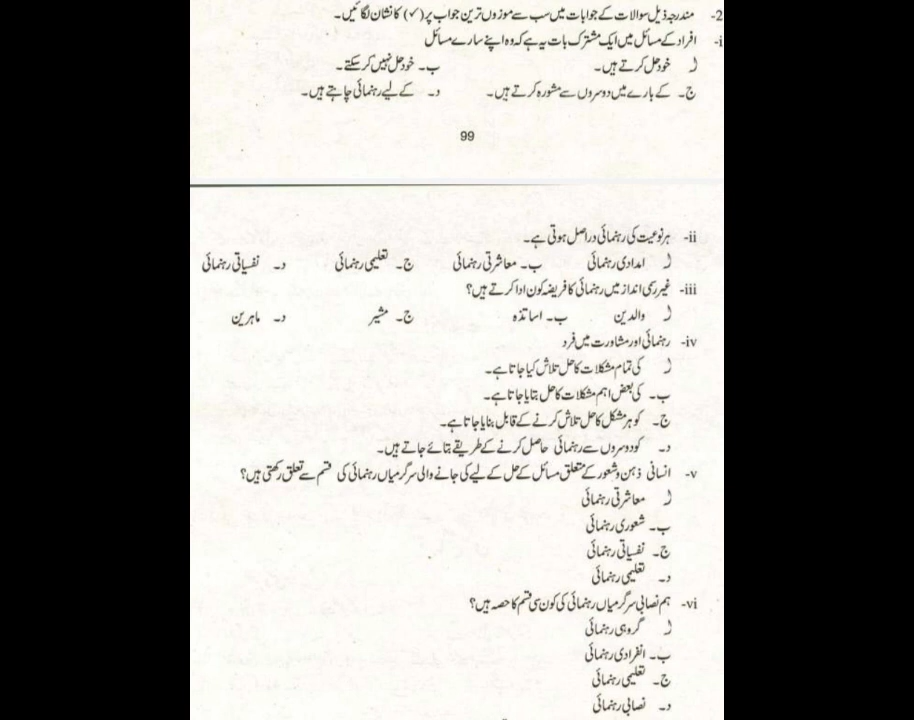 2- مندرجہ ذیل سوالات کے جوابات میں سب سے موزوں ترین جواب پر (✓) کا نشان لگائیں۔
i- افراد کے مسائل میں ایک مشترک بات یہ ہے کہ وہ اپنے سارے مسائل
ا۔ خود حل کرتے ہیں۔ ب۔ خود حل نہیں کر سکتے۔
ج۔ کے بارے میں دوسروں سے مشورہ کرتے ہیں۔ د۔ کے لیے رہنمائی چاہتے ہیں۔
99
ii- ہر نوعیت کی رہنمائی دراصل ہوتی ہے۔
ا۔ امدادی رہنمائی ب۔ معاشرتی رہنمائی ج۔ تعلیمی رہنمائی د۔ نفسیاتی رہنمائی
iii- غیر رسمی انداز میں رہنمائی کا فریضہ کون ادا کرتے ہیں؟
ا۔ والدین ب۔ اساتذہ ج۔ مشیر د۔ ماہرین
iv- رہنمائی اور مشاورت میں فرد
ا۔ کی تمام مشکلات کا حل تلاش کیا جاتا ہے۔
ب۔ کی بعض اہم مشکلات کا حل بتایا جاتا ہے۔
ج۔ کو ہر مشکل کا حل تلاش کرنے کے قابل بنایا جاتا ہے۔
د۔ کو دوسروں سے رہنمائی حاصل کرنے کے طریقے بتائے جاتے ہیں۔
v- انسانی ذہن و شعور کے متعلق مسائل کے حل کے لیے کی جانے والی سرگرمیاں رہنمائی کی قسم سے تعلق رکھتی ہیں؟
ا۔ معاشرتی رہنمائی
ب۔ شعوری رہنمائی
ج۔ نفسیاتی رہنمائی
د۔ تعلیمی رہنمائی
vi- ہم نصابی سرگرمیاں رہنمائی کی کون سی قسم کا حصہ ہیں؟
ا۔ گروہی رہنمائی
ب۔ انفرادی رہنمائی
ج۔ تعلیمی رہنمائی
د۔ نصابی رہنمائی